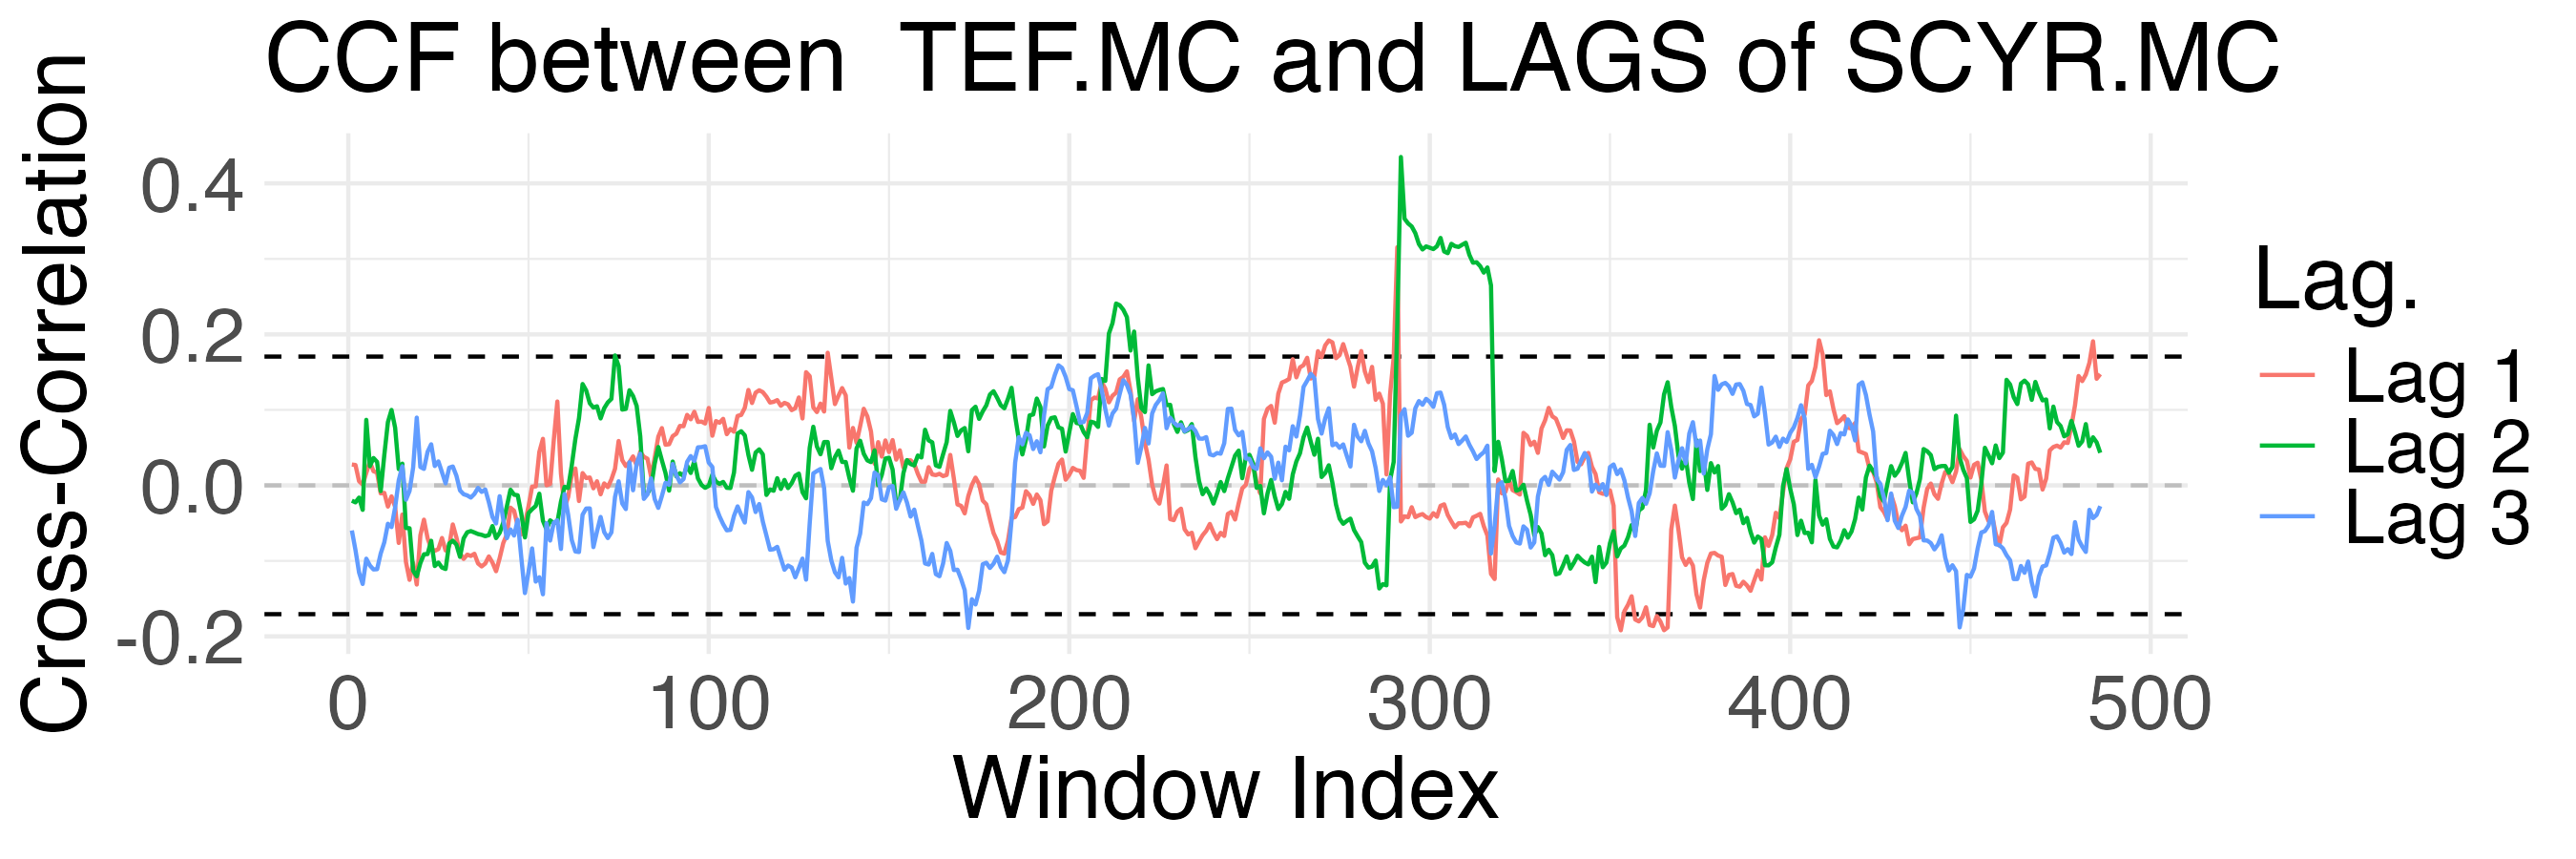 CCF between  TEF.MC and LAGS of SCYR.MC
Cross-Correlation
0.4
0.2
0.0
-0.2
0 100 200 300 400 500
Window Index
Lag.
Lag 1
Lag 2
Lag 3